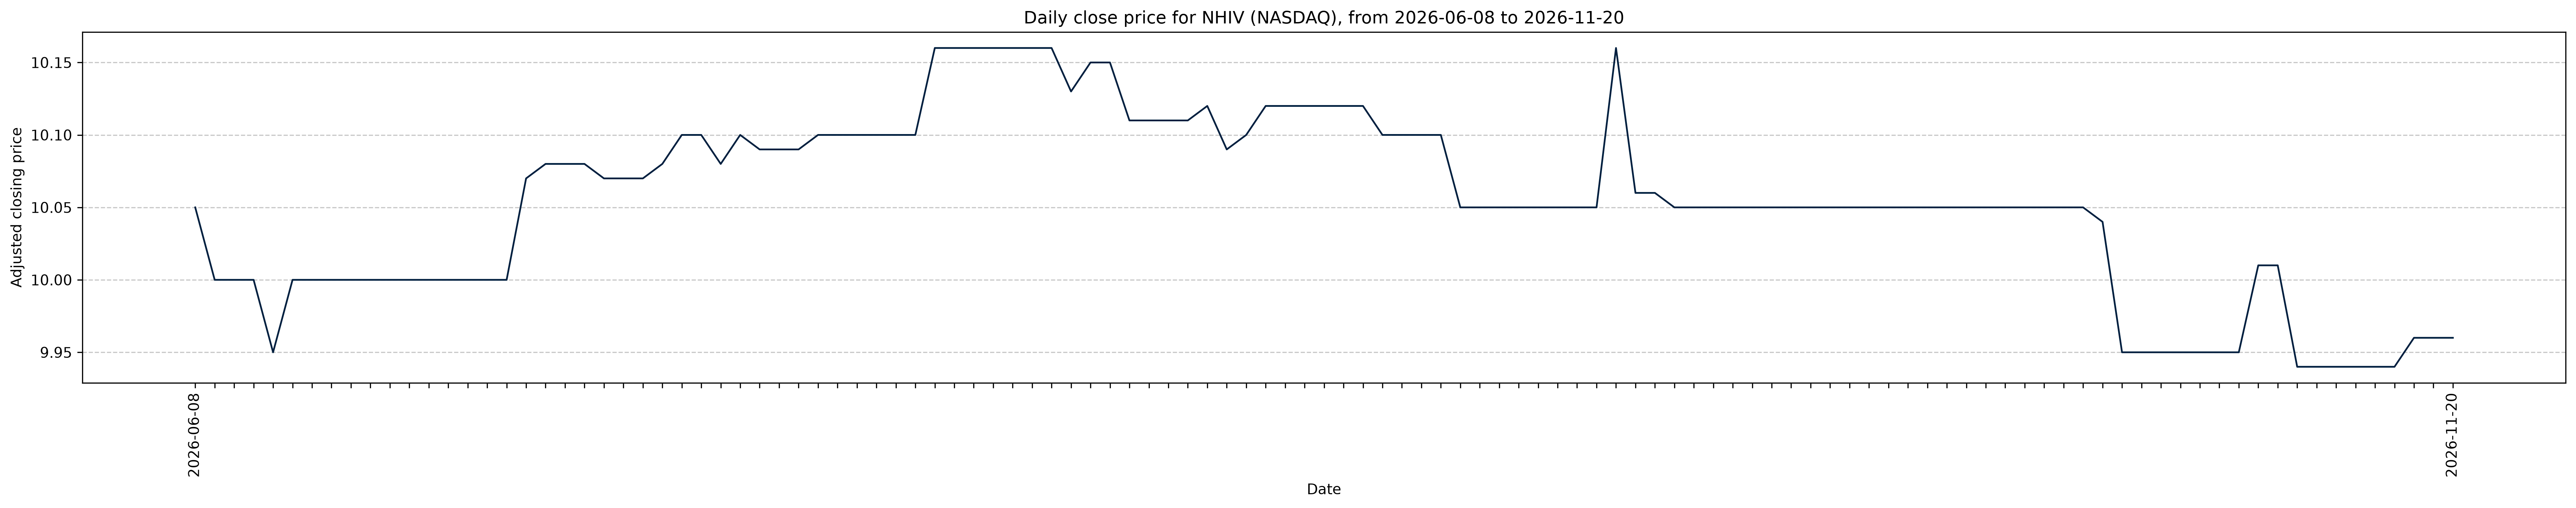 Daily close price for NHIV (NASDAQ), from 2026-06-08 to 2026-11-20
Adjusted closing price
10.15
10.10
10.05
10.00
9.95
2026-06-08
2026-11-20
Date